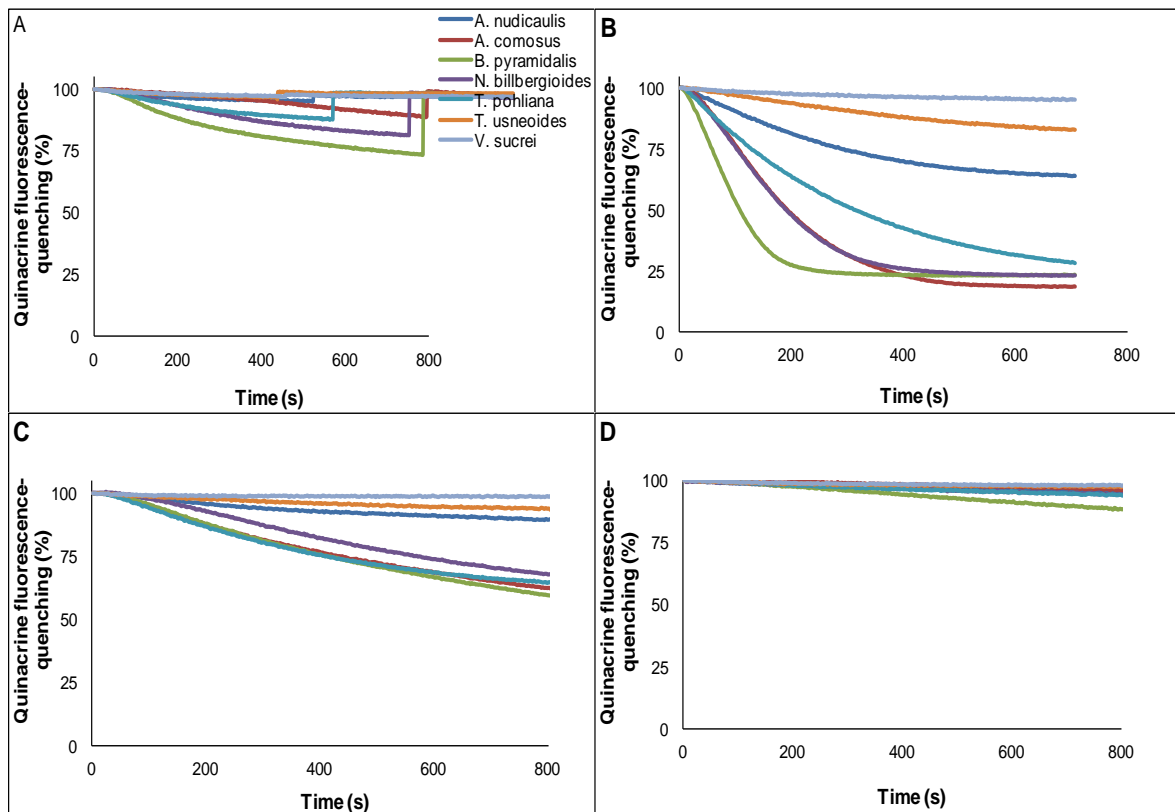 A
A. nudicaulis
A. comosus
B. pyramidalis
N. billbergioides
T. pohliana
T. usneoides
V. sucrei
Quinacrine fluorescence-
quenching (%)
100
75
50
25
0
0 200 400 600 800
Time (s)
B
Quinacrine fluorescence-
quenching (%)
100
75
50
25
0
0 200 400 600 800
Time (s)
C
Quinacrine fluorescence-
quenching (%)
100
75
50
25
0
0 200 400 600 800
Time (s)
D
Quinacrine fluorescence-
quenching (%)
100
75
50
25
0
0 200 400 600 800
Time (s)